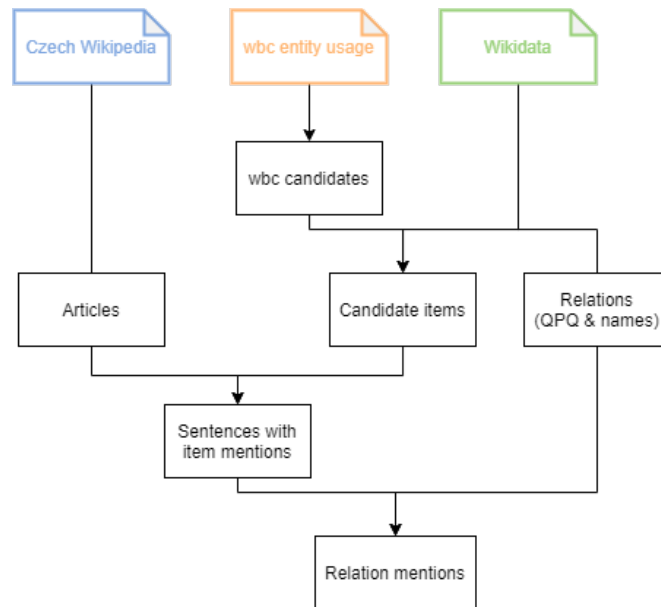 Czech Wikipedia
wbc entity usage
Wikidata
wbc candidates
Articles
Candidate items
Relations
(QPQ & names)
Sentences with
item mentions
Relation mentions